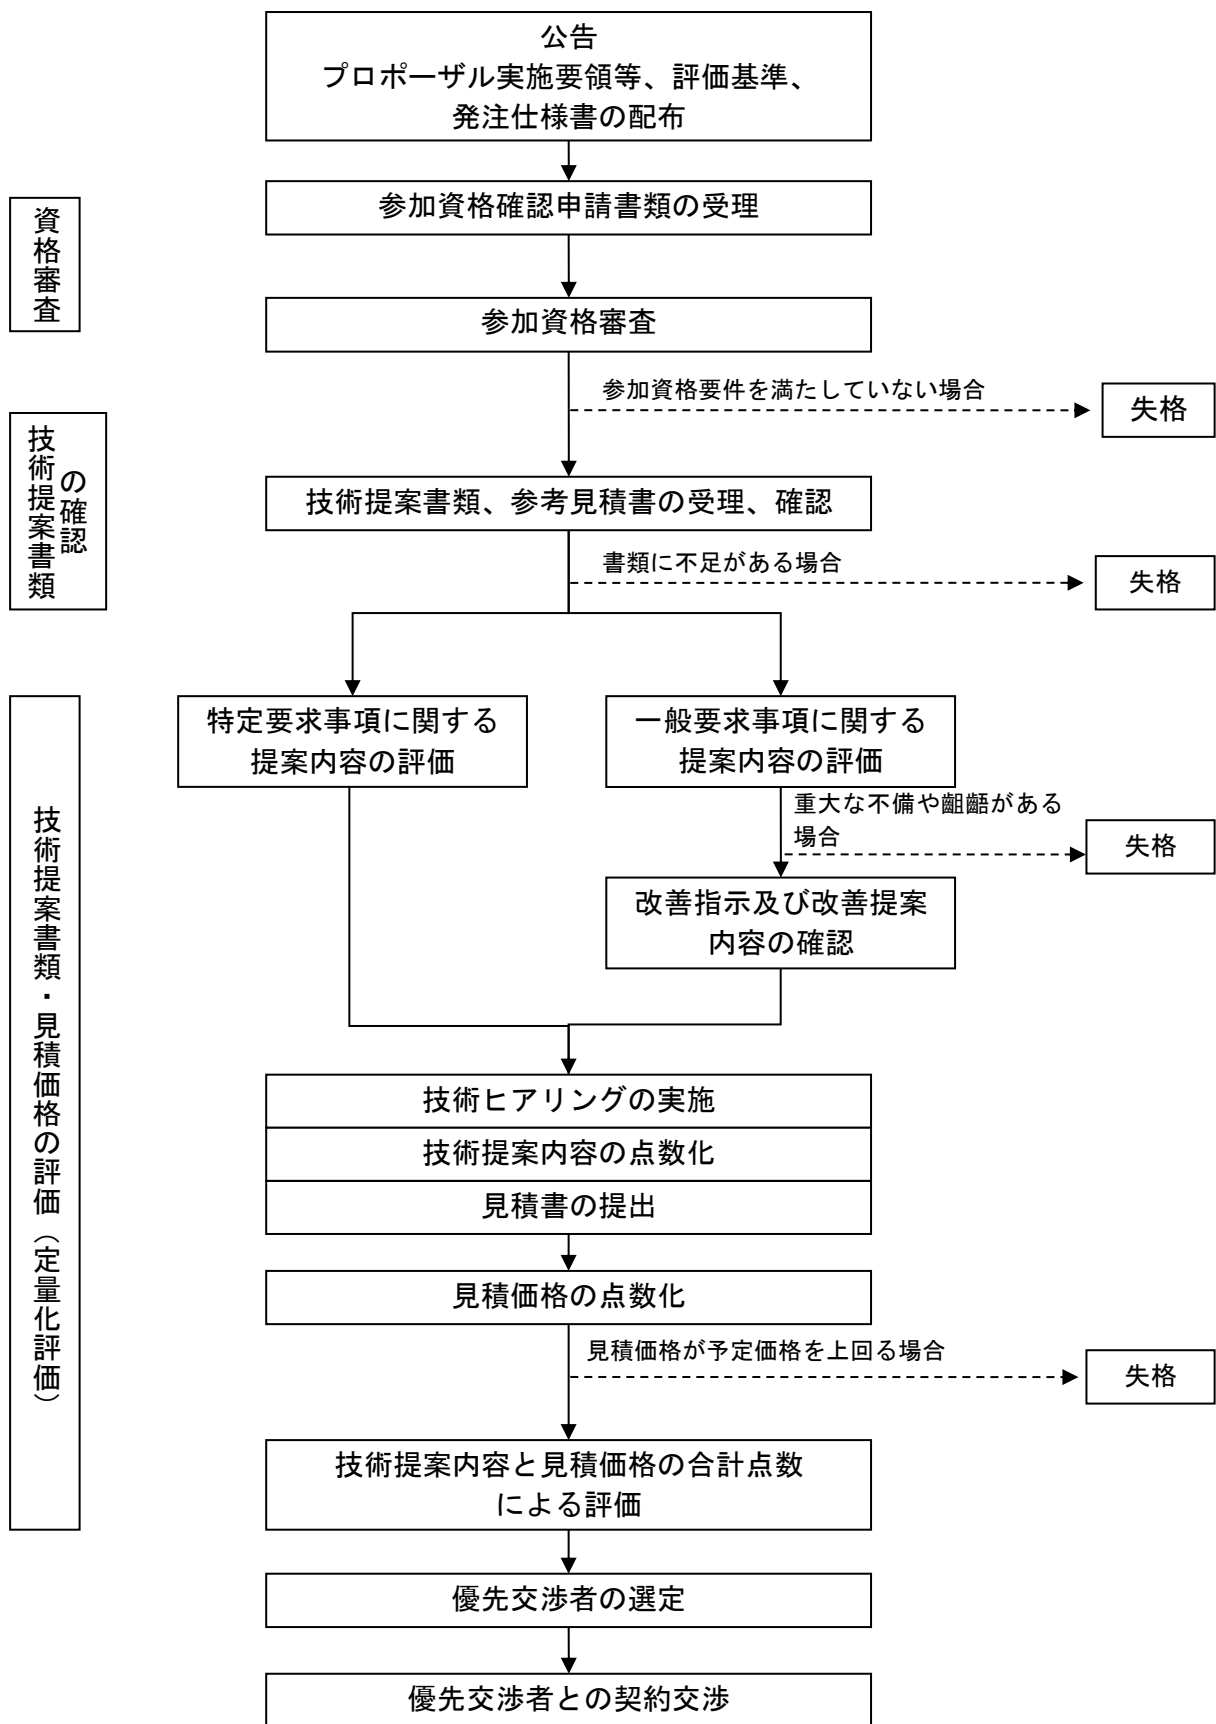 公告
プロポーザル実施要領等、評価基準、
発注仕様書の配布
参加資格確認申請書類の受理
資格審査
参加資格審査
参加資格要件を満たしていない場合
失格
技術提案書類
の確認
技術提案書類、参考見積書の受理、確認
書類に不足がある場合
失格
特定要求事項に関する
提案内容の評価
一般要求事項に関する
提案内容の評価
重大な不備や齟齬がある
場合
失格
改善指示及び改善提案
内容の確認
技術提案書類・見積価格の評価（定量化評価）
技術ヒアリングの実施
技術提案内容の点数化
見積書の提出
見積価格の点数化
見積価格が予定価格を上回る場合
失格
技術提案内容と見積価格の合計点数
による評価
優先交渉者の選定
優先交渉者との契約交渉